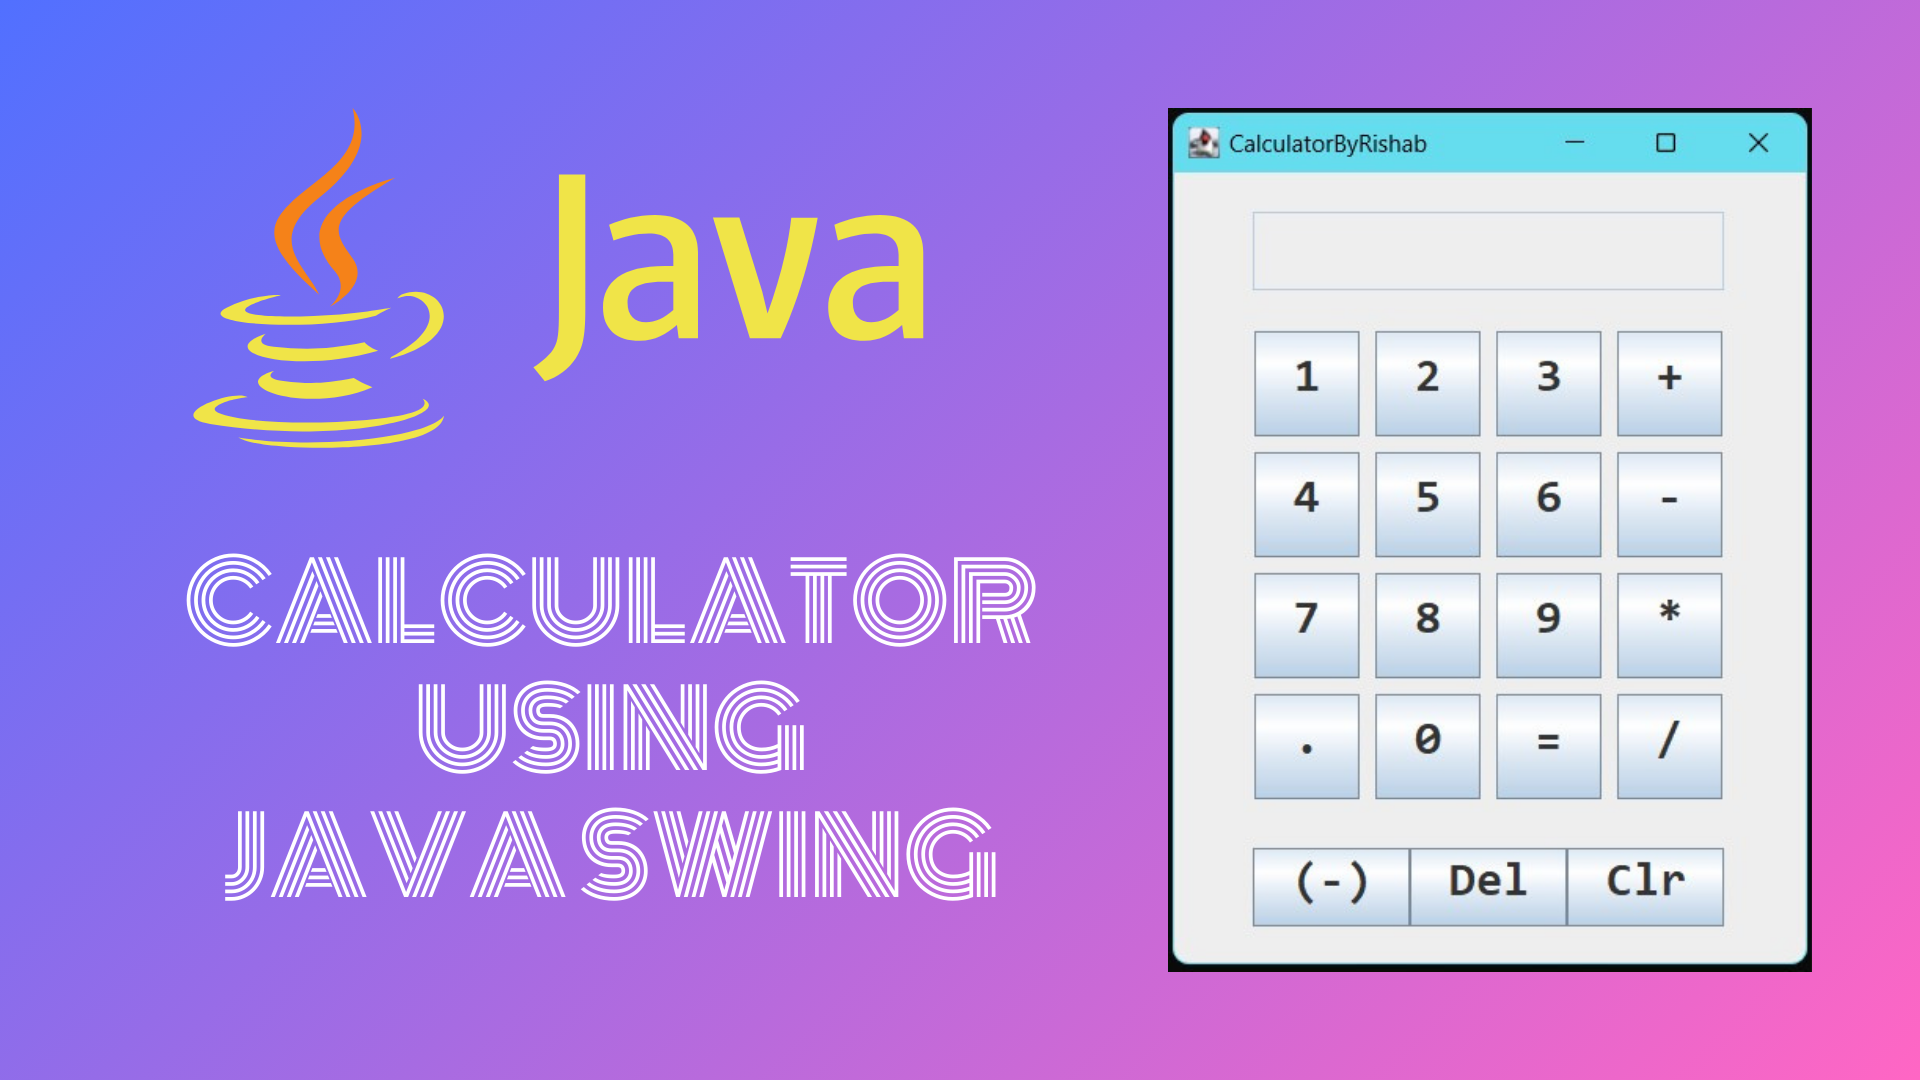 Java
CALCULATOR
USING
JAVA SWING
CalculatorByRishab
1 2 3 +
4 5 6 -
7 8 9 *
. 0 = /
(-) Del Clr